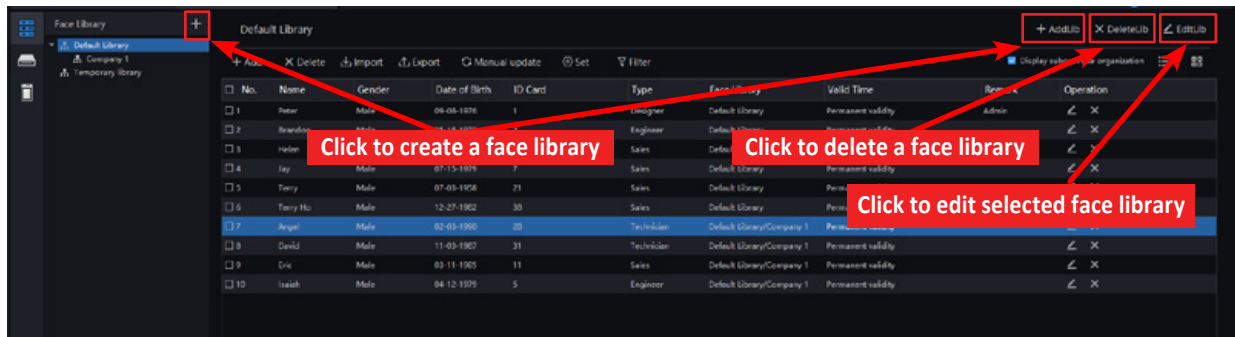 Face Library +
Default Library
Company 1
Temporary library
Default Library
+ AddLib X DeleteLib EditLib
+ Add X Delete Import Export Manual update Set Filter
Display organization
No. Name Gender Date of Birth ID Card Type Face Library Valid Time Remark Operation
1 Peter Male 09-08-1976 1 Designer Default Library Permanent validity Admin
2 Brandon Engineer Default Library Permanent validity
3 Helen Sales
4 Jay Male 07-15-1979 7 Sales Default Library Permanent validity
5 Terry Male 07-03-1958 21 Sales Default Library
6 Terry Ho Male 12-27-1982 38 Sales Default Library
7 Angel Male 02-03-1990 28 Technician Default Library/Company 1
8 David Male 11-03-1987 31 Technician Default Library/Company 1 Permanent validity
9 Eric Male 03-11-1985 11 Sales Default Library/Company 1 Permanent validity
10 Isaiah Male 04-12-1979 5 Engineer Default Library/Company 1 Permanent validity
Click to create a face library
Click to delete a face library
Click to edit selected face library